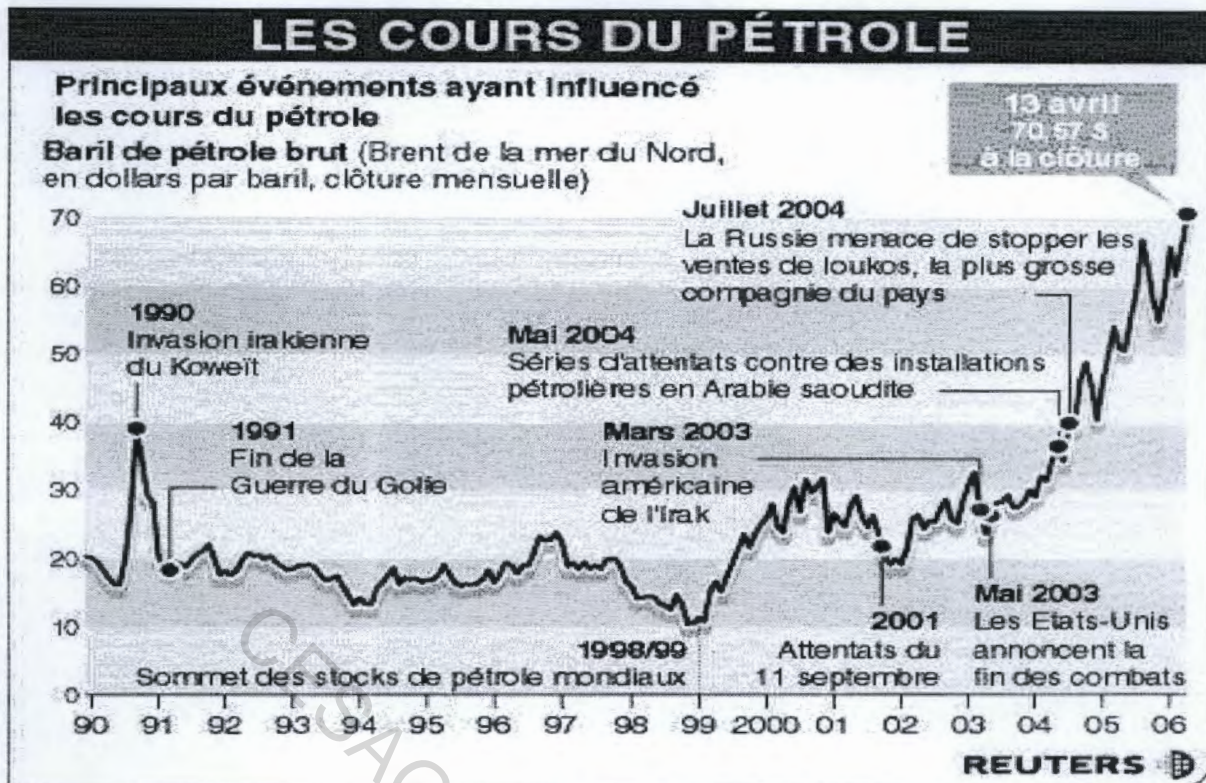 LES COURS DU PÉTROLE
Principaux événements ayant influencé
les cours du pétrole
Baril de pétrole brut (Brent de la mer du Nord,
en dollars par baril, clôture mensuelle)
13 avril
70,57 $
à la clôture
Juillet 2004
La Russie menace de stopper les
ventes de Ioukos, la plus grosse
compagnie du pays
Mai 2004
Séries d'attentats contre des installations
pétrolières en Arabie saoudite
1990
Invasion irakienne
du Koweït
1991
Fin de la
Guerre du Golfe
Mars 2003
Invasion
américaine
de l'Irak
1998/99
Sommet des stocks de pétrole mondiaux
2001
Attentats du
11 septembre
Mai 2003
Les Etats-Unis
annoncent la
fin des combats
70
60
50
40
30
20
10
0
90 91 92 93 94 95 96 97 98 99 2000 01 02 03 04 05 06
REUTERS